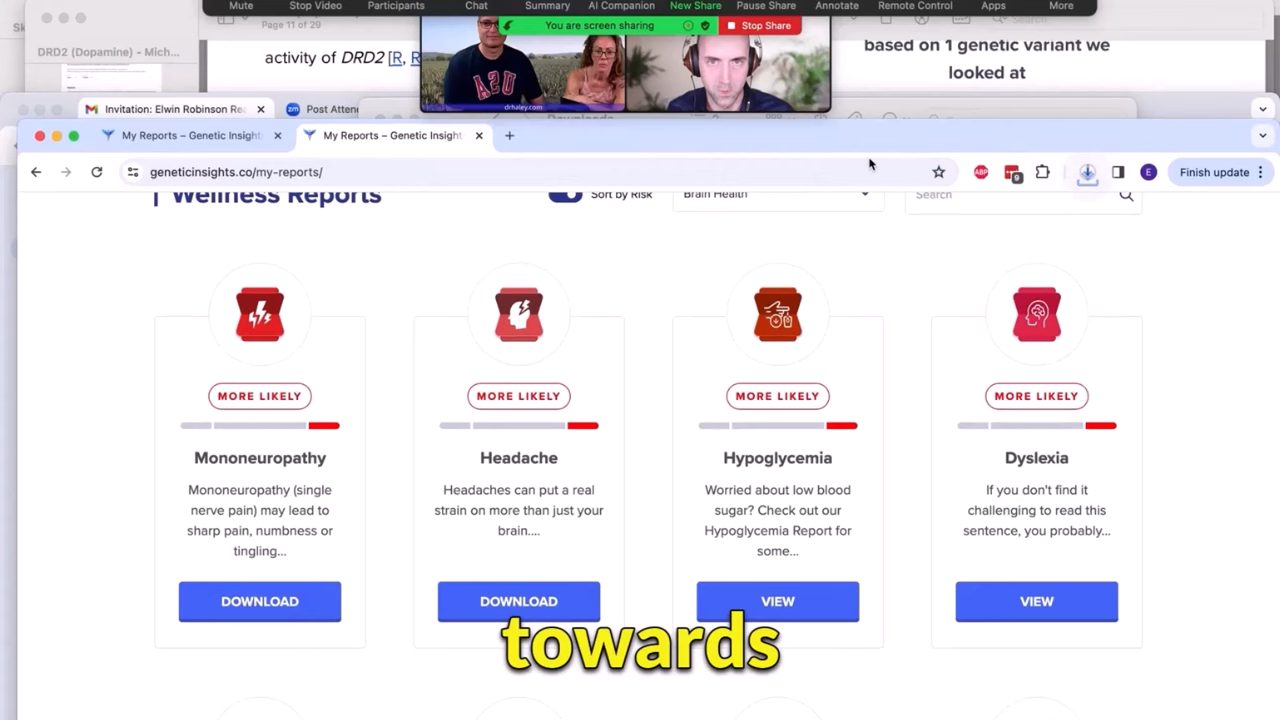 Mute Stop Video Participants Chat Summary AI Companion New Share Pause Share Annotate Remote Control Apps More
Page 11 of 29
Search
You are screen sharing
Stop Share
DRD2 (Dopamine) – Mich...
activity of DRD2 [R, R
based on 1 genetic variant we
looked at
A2U
drhaley.com
Invitation: Elwin Robinson Re
Post Atten
Downloads
My Reports – Genetic Insight
My Reports – Genetic Insight
geneticinsights.co/my-reports/
ABP
9
E
Finish update
Wellness Reports
Sort by Risk
Brain Health
Search
MORE LIKELY
Mononeuropathy
Mononeuropathy (single
nerve pain) may lead to
sharp pain, numbness or
tingling...
DOWNLOAD
MORE LIKELY
Headache
Headaches can put a real
strain on more than just your
brain....
DOWNLOAD
MORE LIKELY
Hypoglycemia
Worried about low blood
sugar? Check out our
Hypoglycemia Report for
some...
VIEW
MORE LIKELY
Dyslexia
If you don't find it
challenging to read this
sentence, you probably...
VIEW
towards